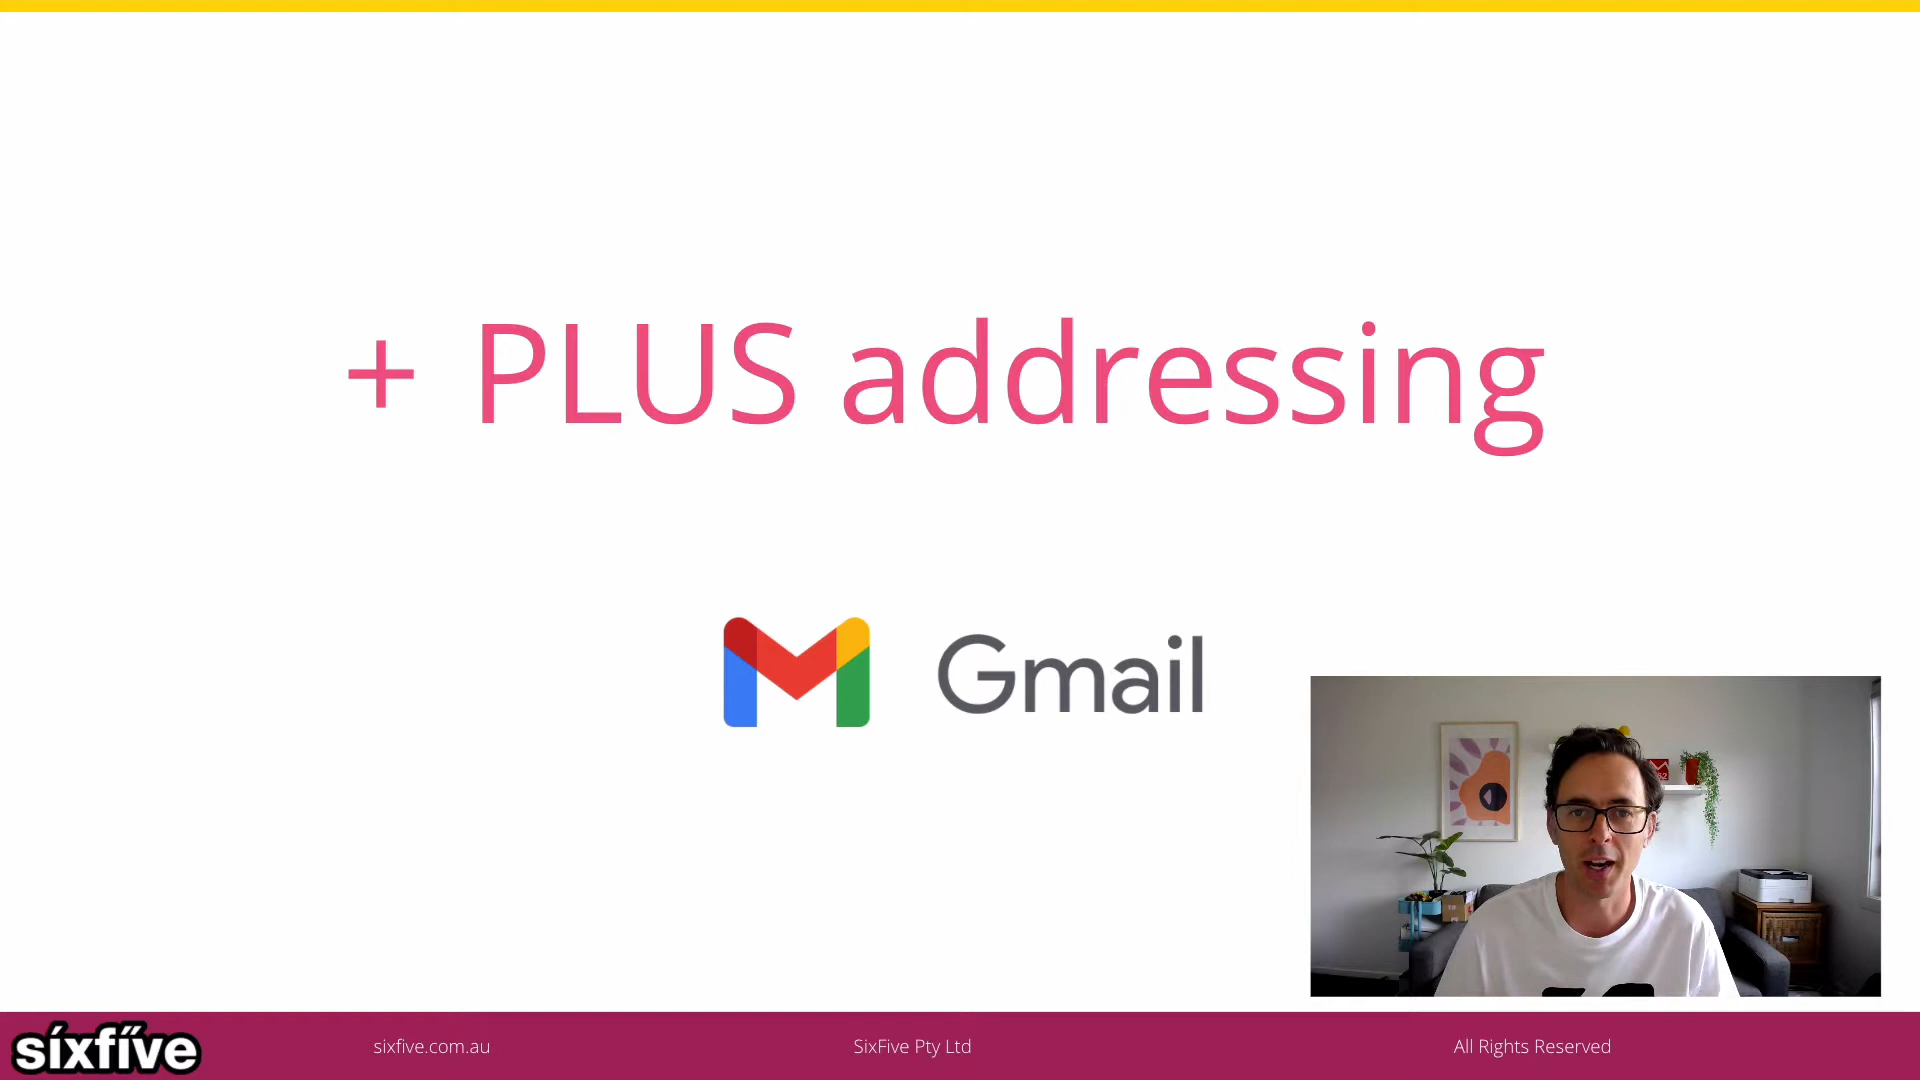 + PLUS addressing
Gmail
sixfive
sixfive.com.au
SixFive Pty Ltd
All Rights Reserved